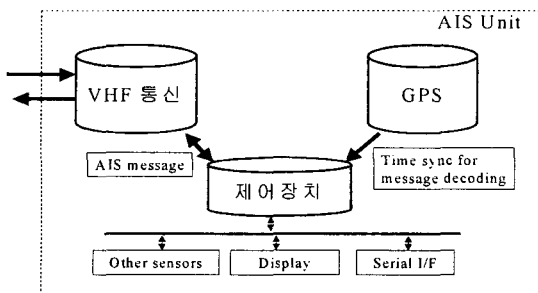 AIS Unit
VHF 통신
GPS
AIS message
Time sync for
message decoding
제어장치
Other sensors
Display
Serial I/F